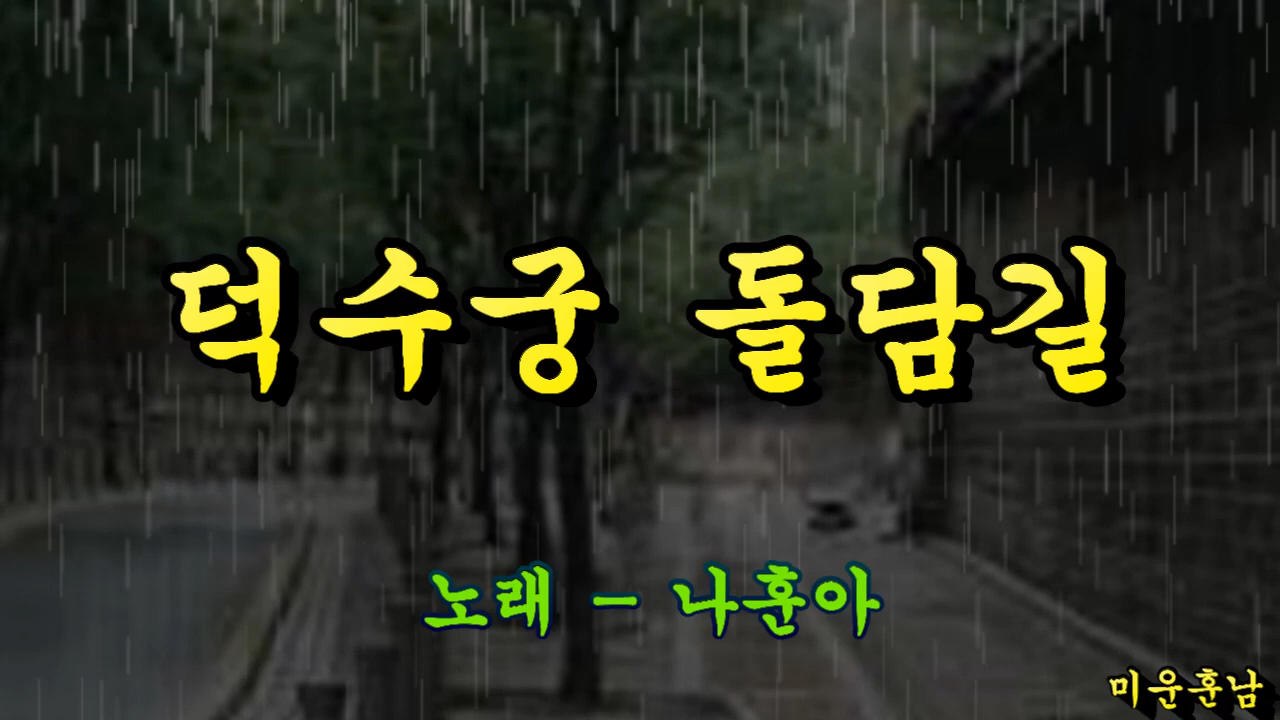 덕수궁 돌담길
노래 - 나훈아
미운훈남